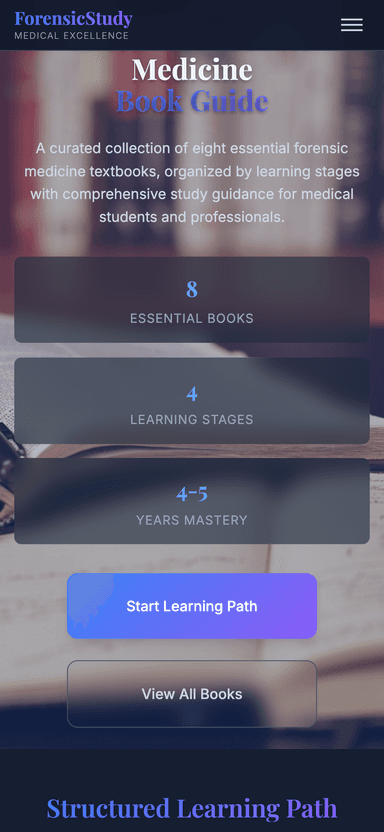 ForensicStudy
MEDICAL EXCELLENCE
Medicine
Book Guide
A curated collection of eight essential forensic
medicine textbooks, organized by learning stages
with comprehensive study guidance for medical
students and professionals.
8
ESSENTIAL BOOKS
4
LEARNING STAGES
4-5
YEARS MASTERY
Start Learning Path
View All Books
Structured Learning Path